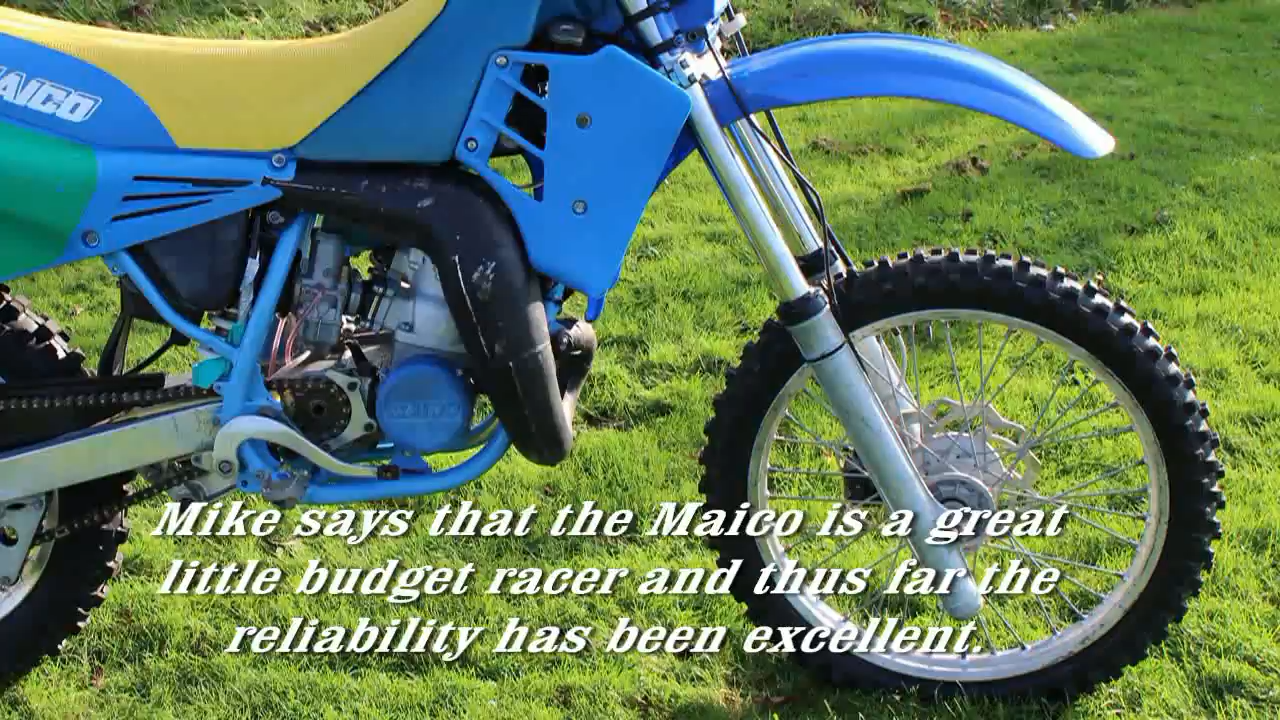 MAICO
MAICO
Mike says that the Maico is a great
little budget racer and thus far the
reliability has been excellent.